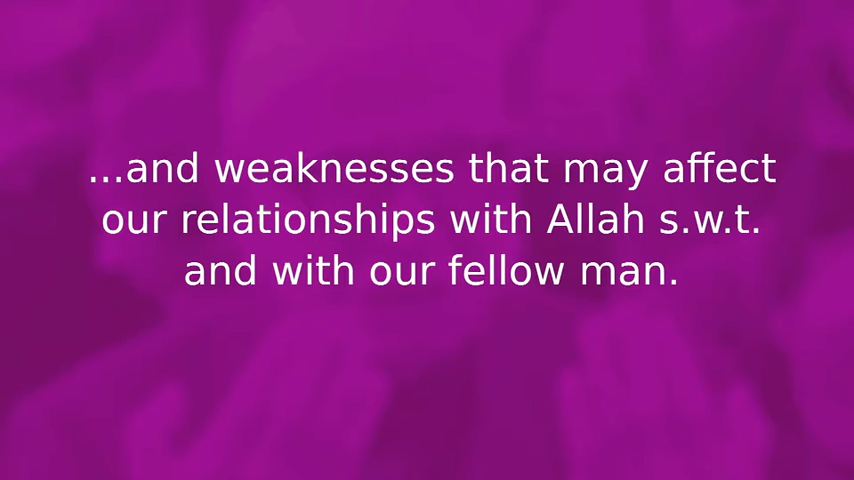 ...and weaknesses that may affect
our relationships with Allah s.w.t.
and with our fellow man.